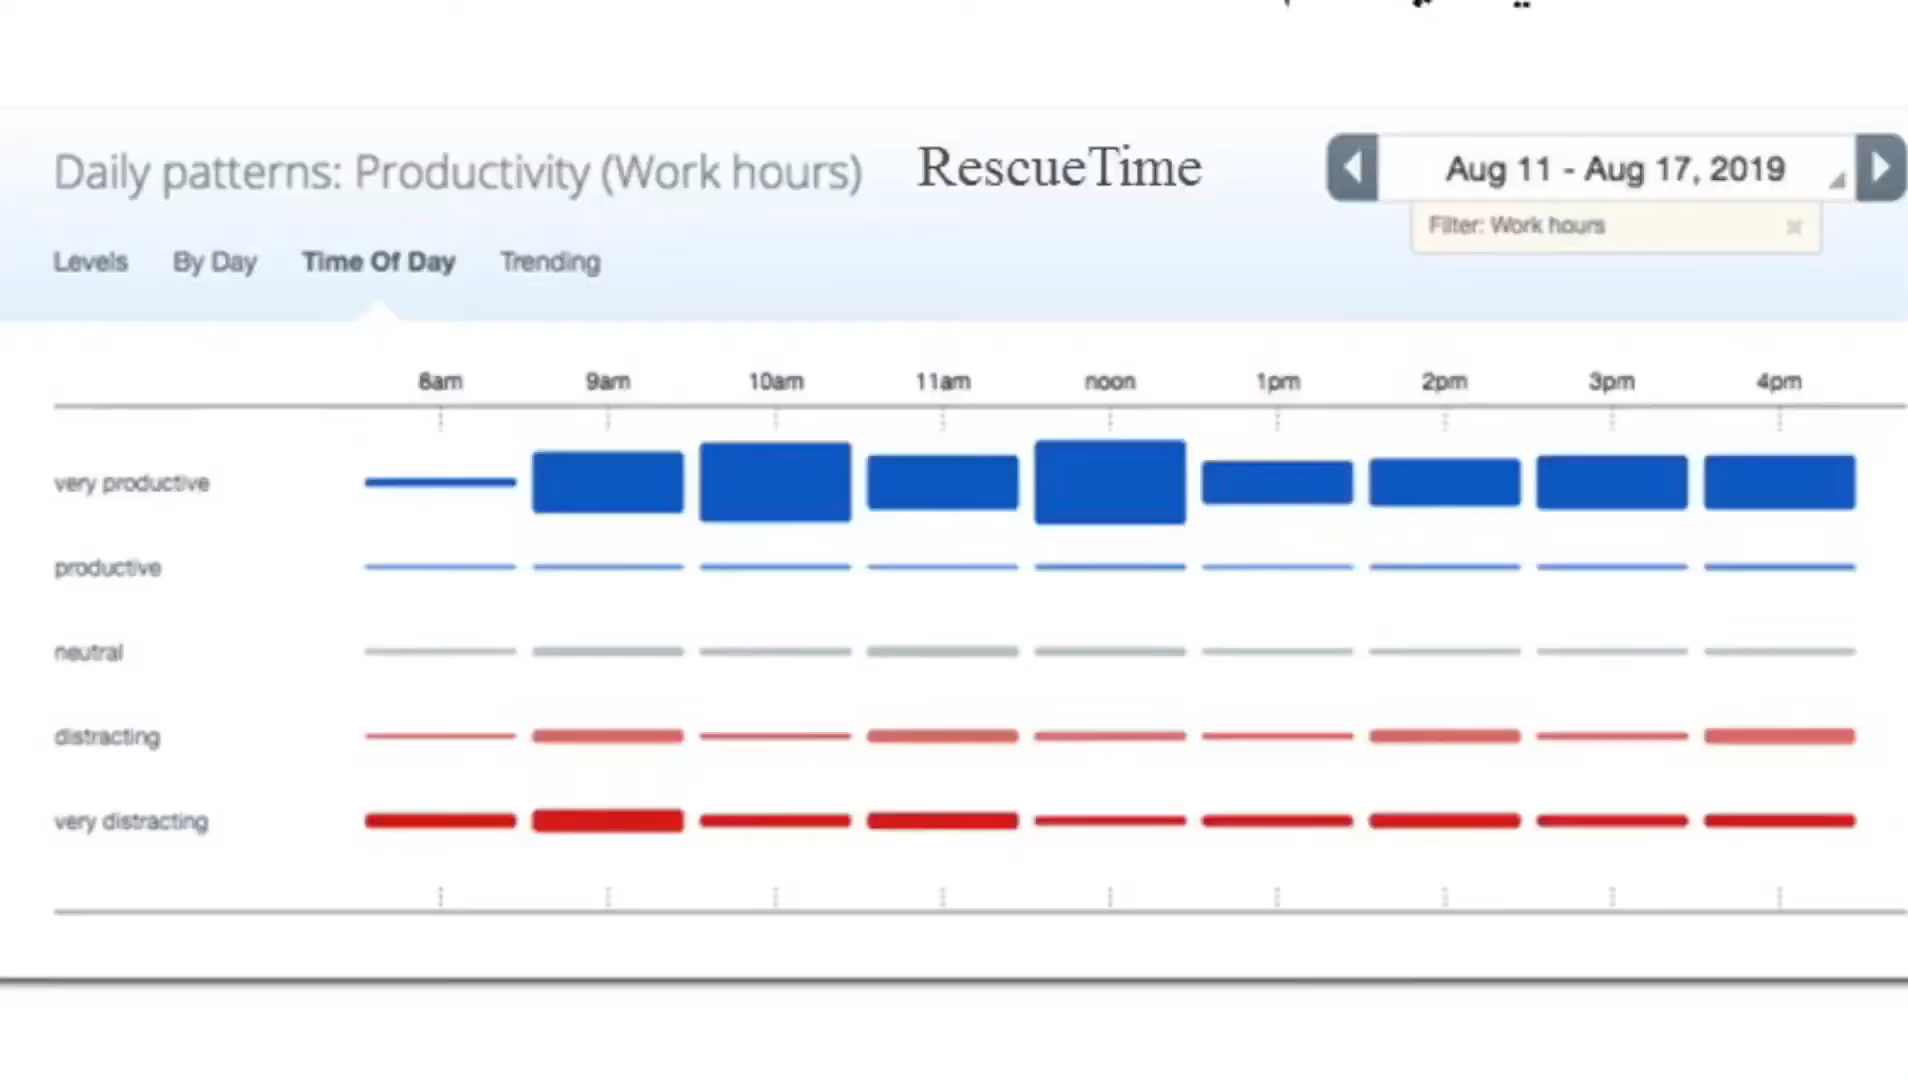 Daily patterns: Productivity (Work hours)
RescueTime
Aug 11 - Aug 17, 2019
Filter: Work hours
Levels By Day Time Of Day Trending
8am 9am 10am 11am noon 1pm 2pm 3pm 4pm
very productive
productive
neutral
distracting
very distracting